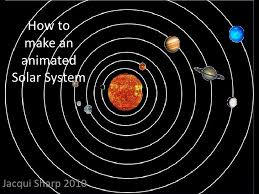 How to
make an
animated
Solar System
Jacqui Sharp 2010